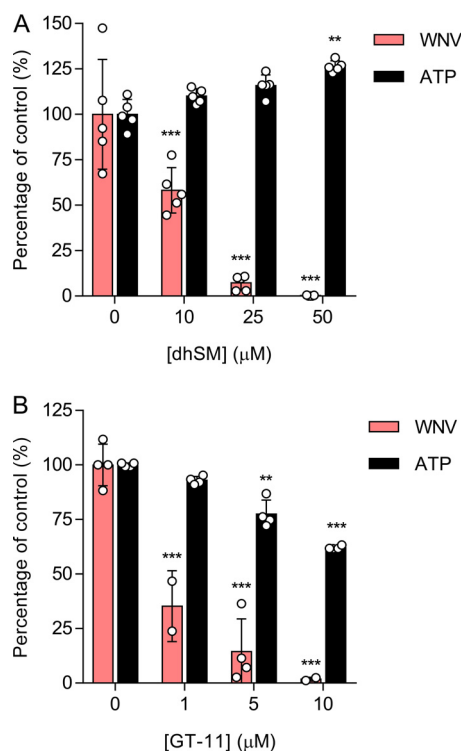 A
Percentage of control (%)
150
125
100
75
50
25
0
***
***
***
**
WNV
ATP
0 10 25 50
[dhSM] (μM)
B
Percentage of control (%)
125
100
75
50
25
0
***
***
**
***
***
WNV
ATP
0 1 5 10
[GT-11] (μM)